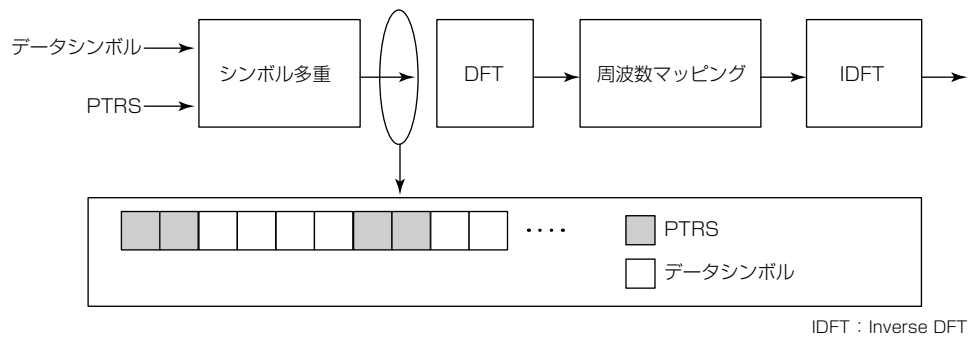 データシンボル
PTRS
シンボル多重
DFT
周波数マッピング
IDFT
PTRS
データシンボル
IDFT：Inverse DFT